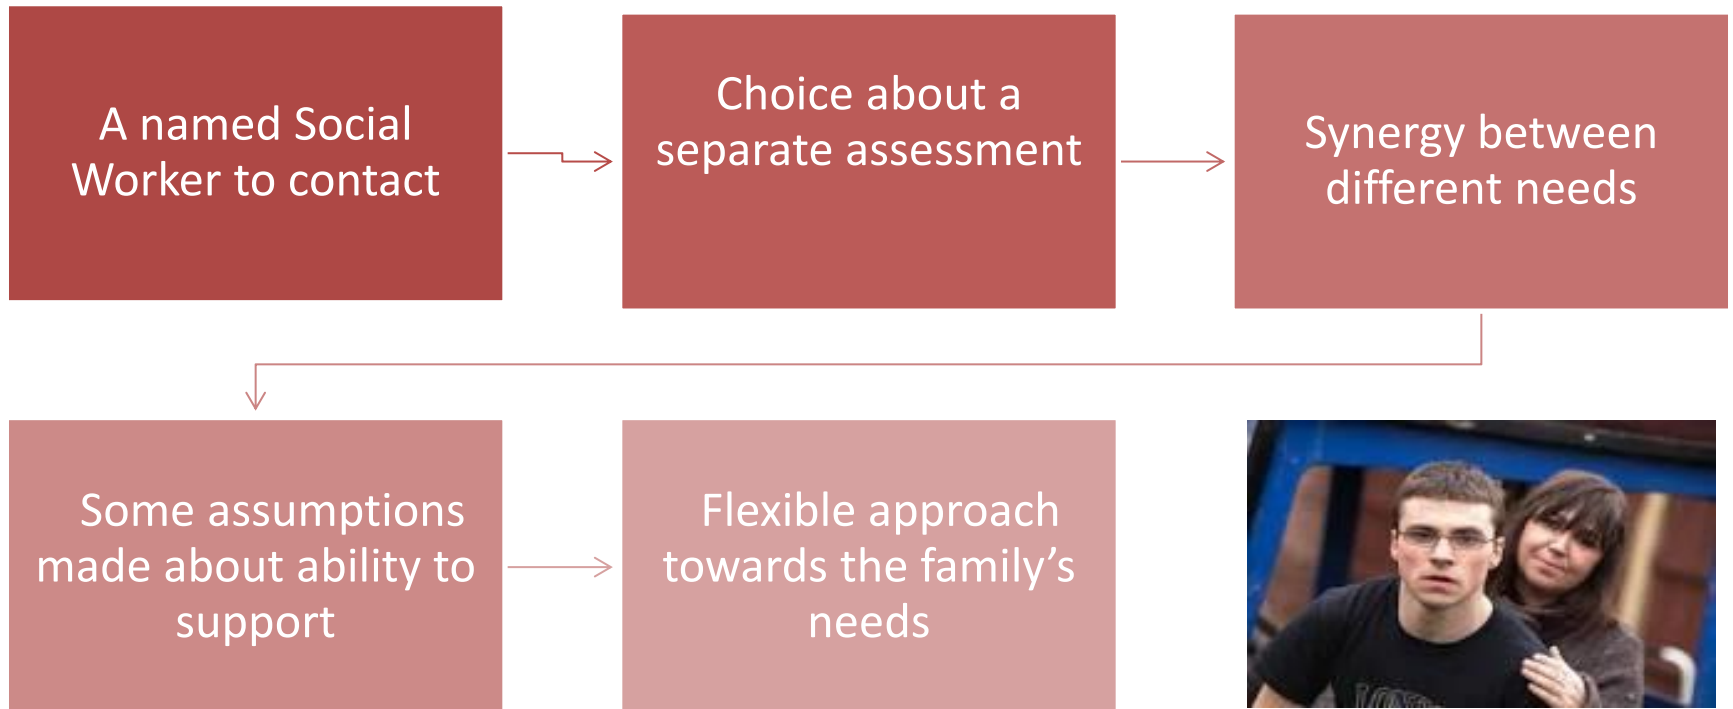 A named Social
Worker to contact
Choice about a
separate assessment
Synergy between
different needs
Some assumptions
made about ability to
support
Flexible approach
towards the family’s
needs